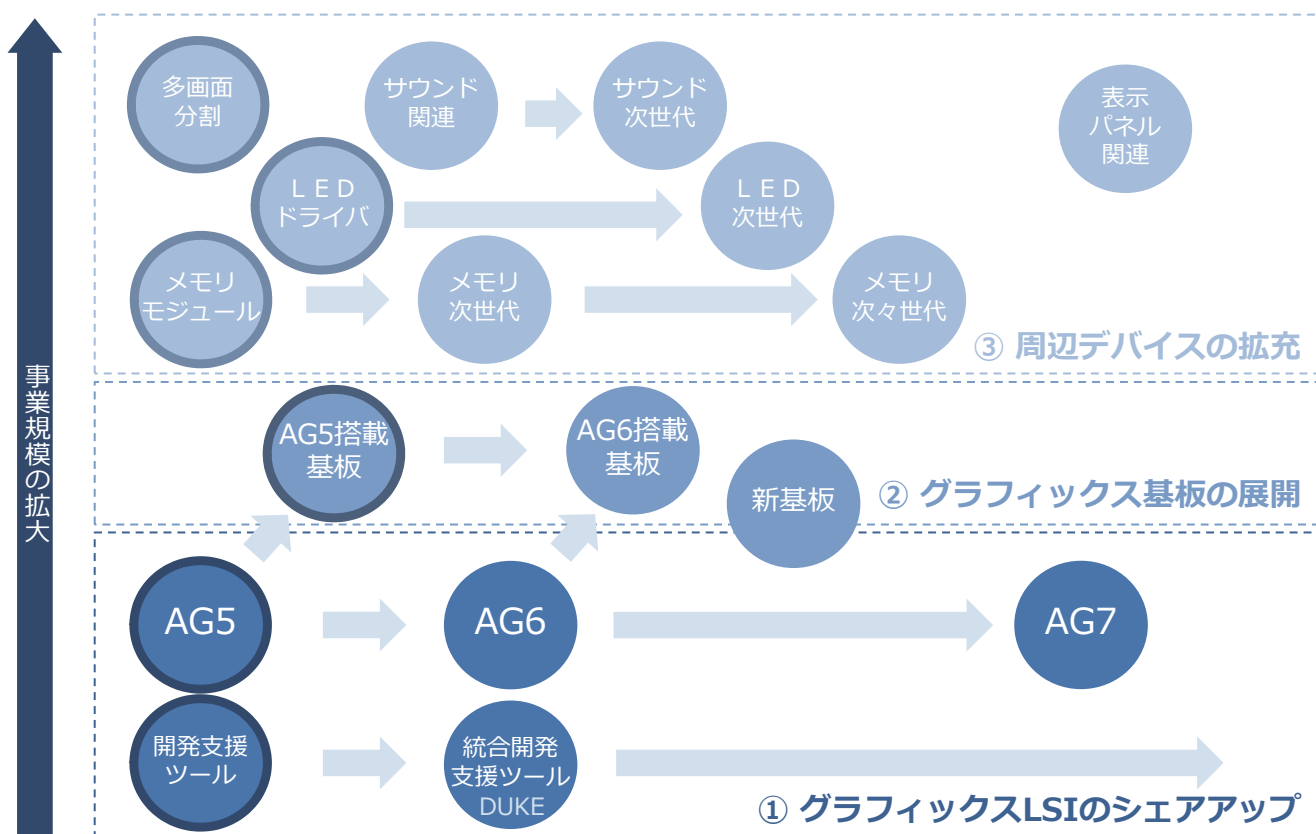 事業規模の拡大
多画面
分割
サウンド
関連
サウンド
次世代
表示
パネル
関連
ＬＥＤ
ドライバ
ＬＥＤ
次世代
メモリ
モジュール
メモリ
次世代
メモリ
次々世代
③ 周辺デバイスの拡充
AG5搭載
基板
AG6搭載
基板
新基板
② グラフィックス基板の展開
AG5
AG6
AG7
開発支援
ツール
統合開発
支援ツール
DUKE
① グラフィックスLSIのシェアアップ